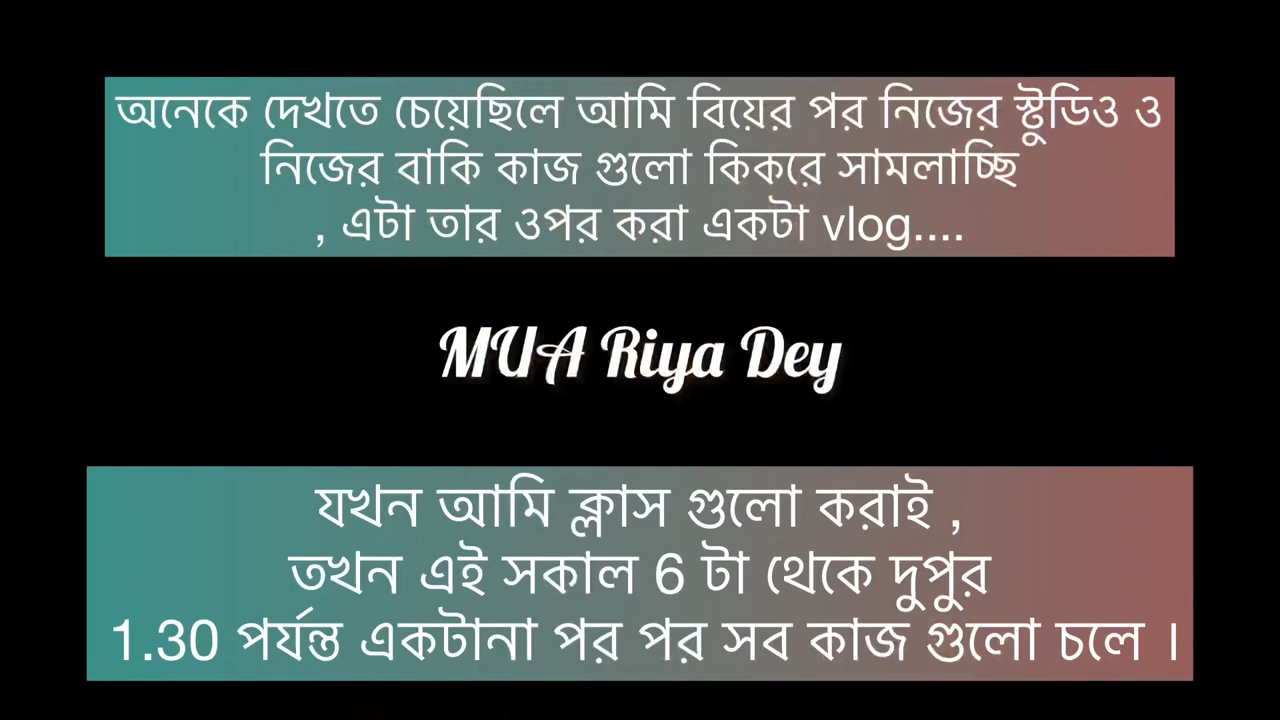 অনেকে দেখতে চেয়েছিলে আমি বিয়ের পর নিজের স্টুডিও ও
নিজের বাকি কাজ গুলো কিকরে সামলাচ্ছি
, এটা তার ওপর করা একটা vlog....
MUA Riya Dey
যখন আমি ক্লাস গুলো করাই ,
তখন এই সকাল 6 টা থেকে দুপুর
1.30 পর্যন্ত একটানা পর পর সব কাজ গুলো চলে ।